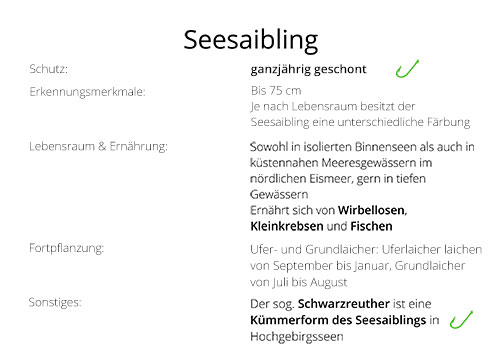 Seesaibling
Schutz: ganzjährig geschont
Erkennungsmerkmale: Bis 75 cm
Je nach Lebensraum besitzt der
Seesaibling eine unterschiedliche Färbung
Lebensraum & Ernährung: Sowohl in isolierten Binnenseen als auch in
küstennahen Meeresgewässern im
nördlichen Eismeer, gern in tiefen
Gewässern
Ernährt sich von Wirbellosen,
Kleinkrebsen und Fischen
Fortpflanzung: Ufer- und Grundlaicher: Uferlaicher laichen
von September bis Januar, Grundlaicher
von Juli bis August
Sonstiges: Der sog. Schwarzreuther ist eine
Kümmerform des Seesaiblings in
Hochgebirgsseen